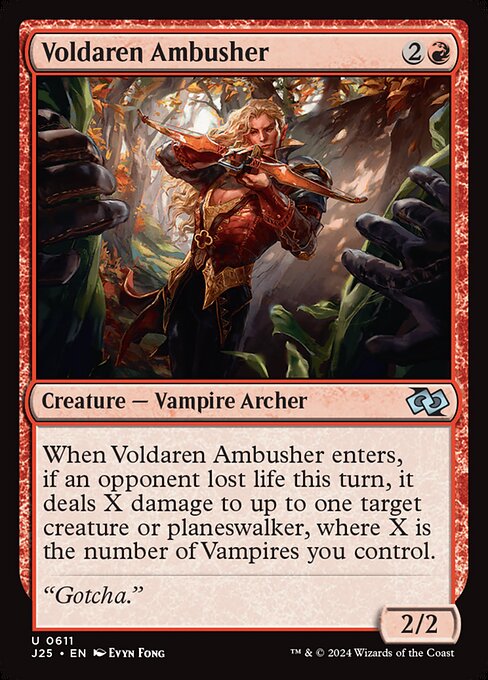 Voldaren Ambusher 2
Creature — Vampire Archer
When Voldaren Ambusher enters,
if an opponent lost life this turn, it
deals X damage to up to one target
creature or planeswalker, where X is
the number of Vampires you control.
“Gotcha.”
2/2
U 0611
J25 • EN Evyn Fong
™ & © 2024 Wizards of the Coast